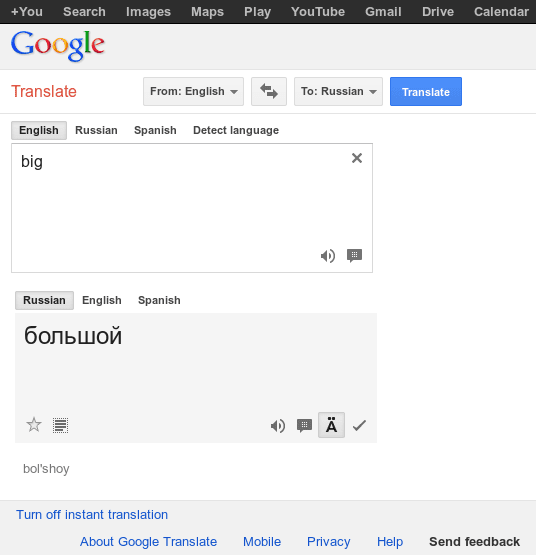 +You Search Images Maps Play YouTube Gmail Drive Calendar
Google
Translate From: English To: Russian Translate
English Russian Spanish Detect language
big
Russian English Spanish
большой
Ä
bol'shoy
Turn off instant translation
About Google Translate Mobile Privacy Help Send feedback